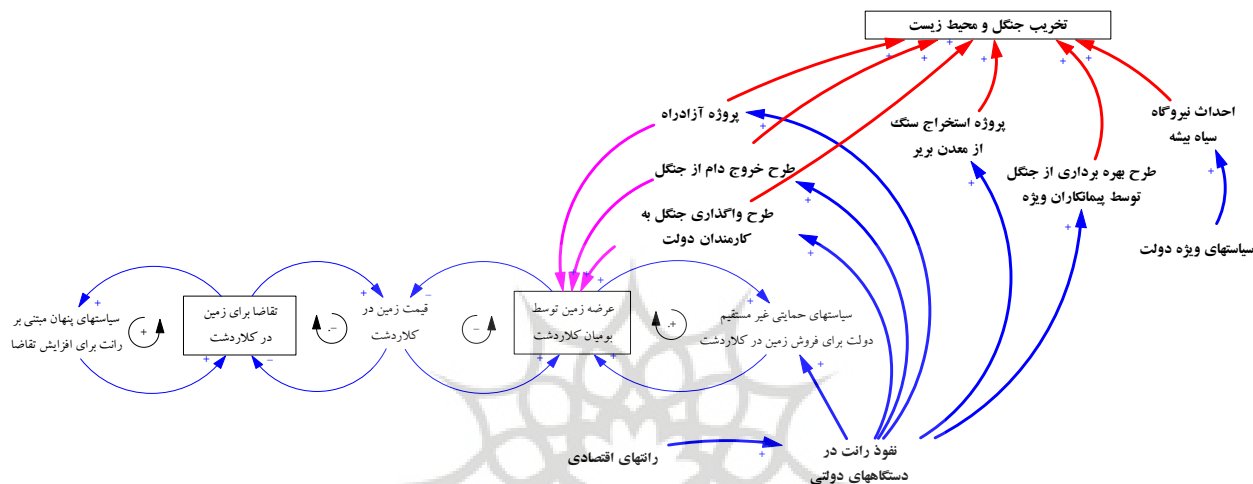 تخریب جنگل و محیط زیست
پروژه آزادراه
پروژه استخراج سنگ
از معدن بریر
احداث نیروگاه
سیاه بیشه
طرح خروج دام از جنگل
طرح بهره برداری از جنگل
توسط پیمانکاران ویژه
طرح واگذاری جنگل به
کارمندان دولت
سیاستهای ویژه دولت
سیاستهای حمایتی غیر مستقیم
دولت برای فروش زمین در کلاردشت
عرضه زمین توسط
بومیان کلاردشت
قیمت زمین در
کلاردشت
تقاضا برای زمین
در کلاردشت
سیاستهای پنهان مبتنی بر
رانت برای افزایش تقاضا
نفوذ رانت در
دستگاههای دولتی
رانتهای اقتصادی